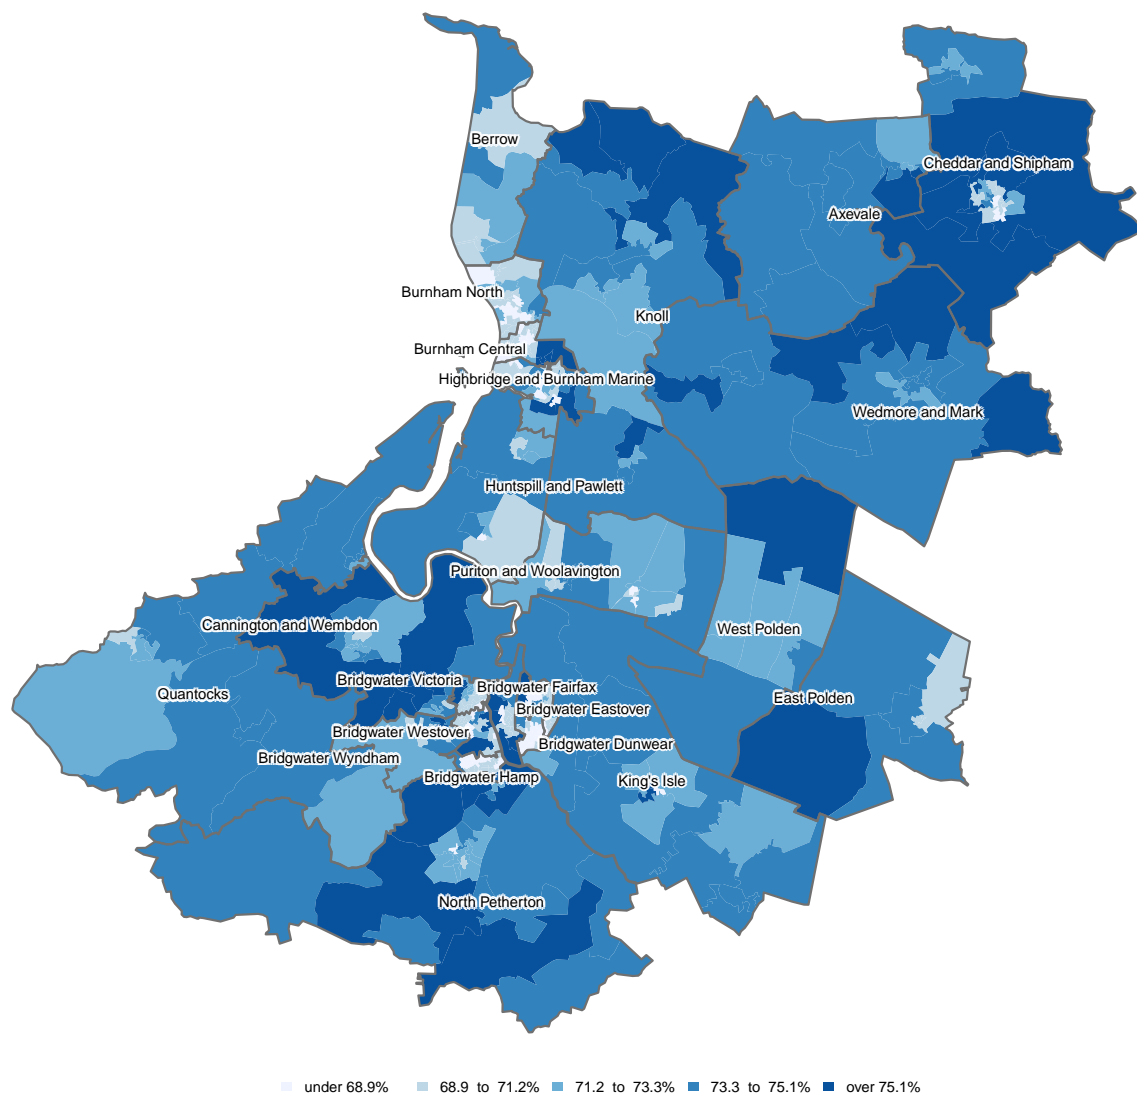 Berrow
Cheddar and Shipham
Axevale
Burnham North
Knoll
Burnham Central
Highbridge and Burnham Marine
Wedmore and Mark
Huntspill and Pawlett
Puriton and Woolavington
Cannington and Wembdon
West Polden
Bridgwater Victoria
Bridgwater Fairfax
Quantocks
East Polden
Bridgwater Eastover
Bridgwater Westover
Bridgwater Dunwear
Bridgwater Wyndham
Bridgwater Hamp
King's Isle
North Petherton
under 68.9% 68.9 to 71.2% 71.2 to 73.3% 73.3 to 75.1% over 75.1%